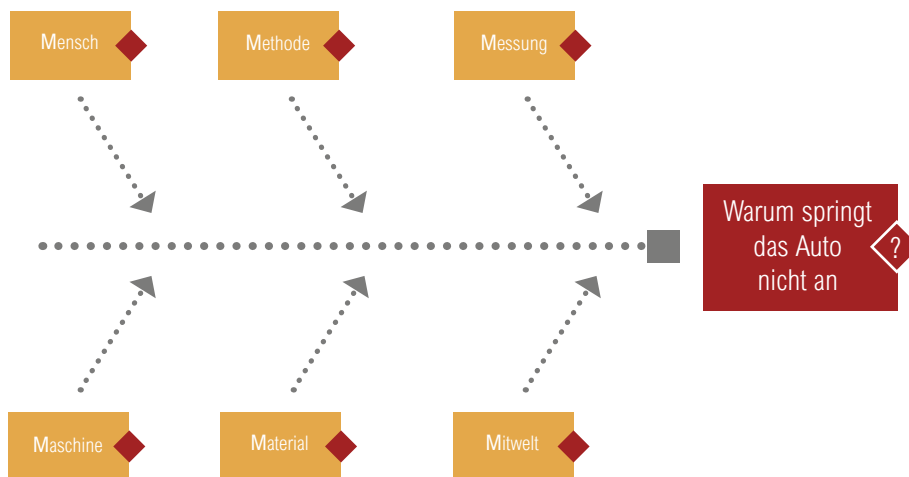 Mensch
Methode
Messung
Warum springt
das Auto
nicht an
?
Maschine
Material
Mitwelt